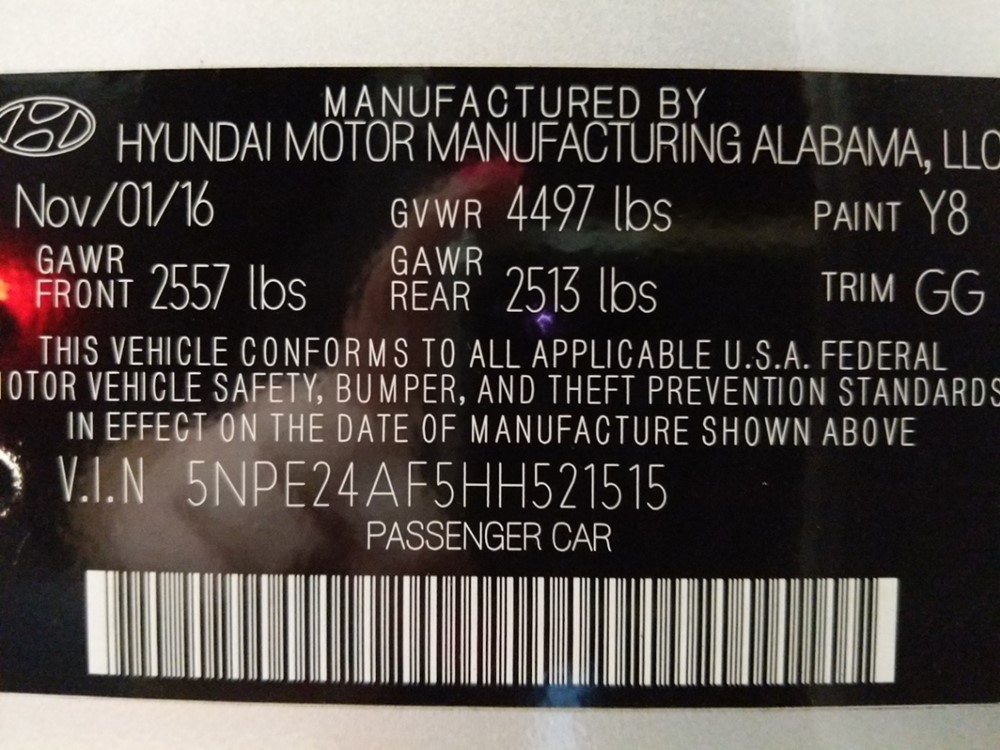 MANUFACTURED BY
HYUNDAI MOTOR MANUFACTURING ALABAMA, LLC
Nov/01/16 GVWR 4497 lbs PAINT Y8
GAWR FRONT 2557 lbs GAWR REAR 2513 lbs TRIM GG
THIS VEHICLE CONFORMS TO ALL APPLICABLE U.S.A. FEDERAL
MOTOR VEHICLE SAFETY, BUMPER, AND THEFT PREVENTION STANDARDS
IN EFFECT ON THE DATE OF MANUFACTURE SHOWN ABOVE
V.I.N 5NPE24AF5HH521515
PASSENGER CAR